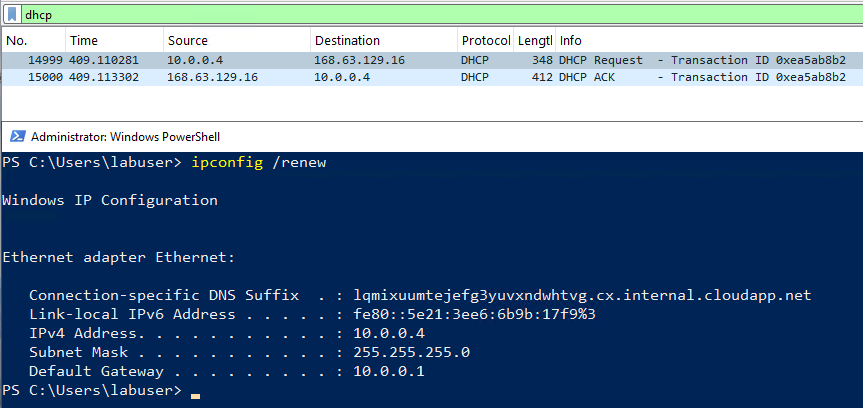 dhcp
No. Time Source Destination Protocol Lengtl Info
14999 409.110281 10.0.0.4 168.63.129.16 DHCP 348 DHCP Request - Transaction ID 0xea5ab8b2
15000 409.113302 168.63.129.16 10.0.0.4 DHCP 412 DHCP ACK - Transaction ID 0xea5ab8b2
Administrator: Windows PowerShell
PS C:\Users\labuser> ipconfig /renew
Windows IP Configuration
Ethernet adapter Ethernet:
Connection-specific DNS Suffix . : lqmixuumtejefg3yuvxndwhtvg.cx.internal.cloudapp.net
Link-local IPv6 Address . . . . . : fe80::5e21:3ee6:6b9b:17f9%3
IPv4 Address. . . . . . . . . . . : 10.0.0.4
Subnet Mask . . . . . . . . . . . : 255.255.255.0
Default Gateway . . . . . . . . . : 10.0.0.1
PS C:\Users\labuser> _